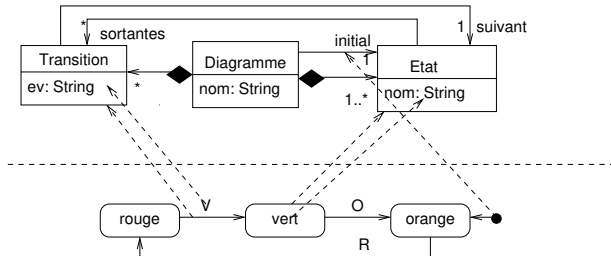 * sortantes 1 suivant
Transition Diagramme initial 1 Etat
ev: String * nom: String 1..* nom: String
V O
rouge vert orange
R